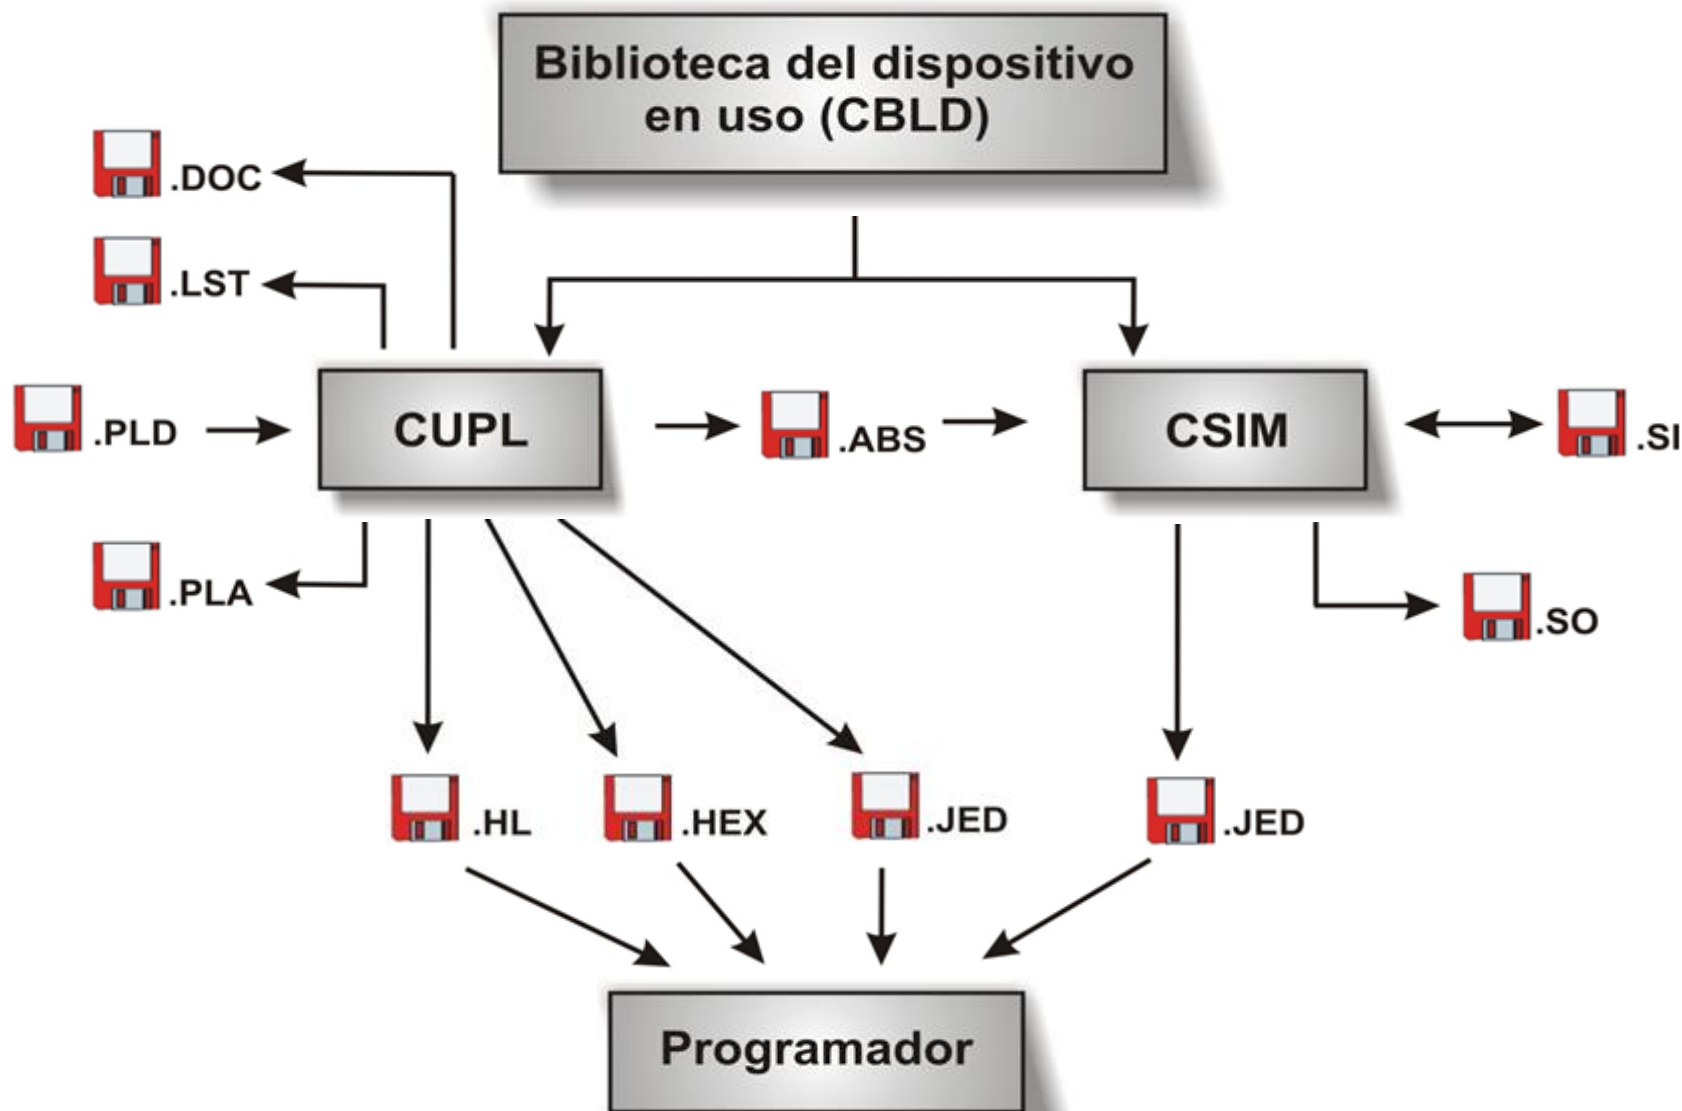 Biblioteca del dispositivo
en uso (CBLD)
.DOC
.LST
.PLD
CUPL
.ABS
CSIM
.SI
.PLA
.SO
.HL
.HEX
.JED
.JED
Programador